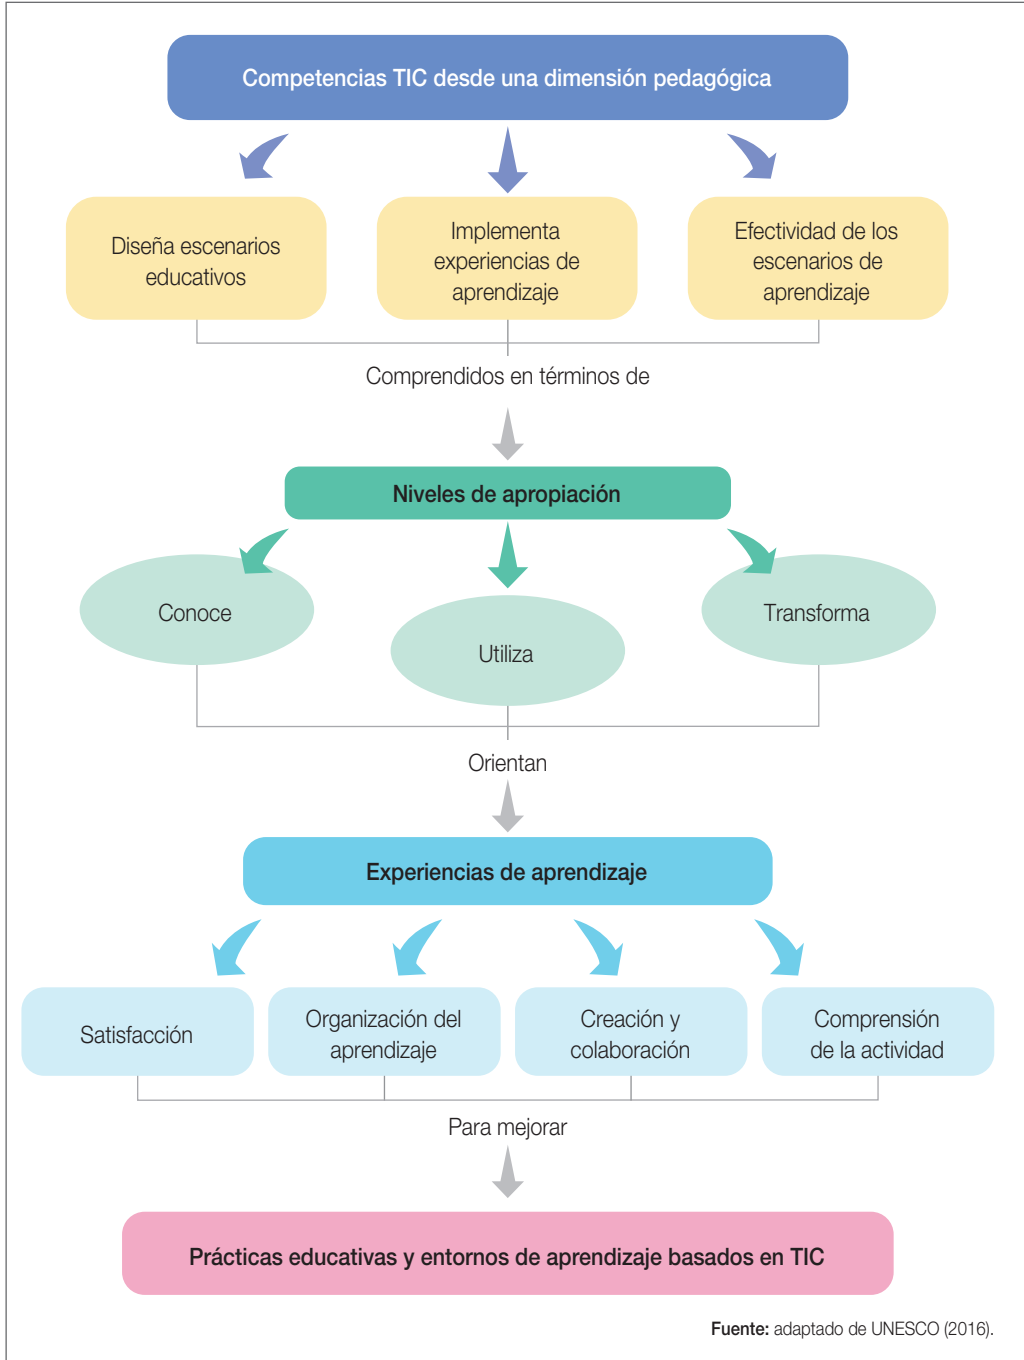 Competencias TIC desde una dimensión pedagógica
Diseña escenarios
educativos
Implementa
experiencias de
aprendizaje
Efectividad de los
escenarios de
aprendizaje
Comprendidos en términos de
Niveles de apropiación
Conoce
Utiliza
Transforma
Orientan
Experiencias de aprendizaje
Satisfacción
Organización del
aprendizaje
Creación y
colaboración
Comprensión
de la actividad
Para mejorar
Prácticas educativas y entornos de aprendizaje basados en TIC
Fuente: adaptado de UNESCO (2016).